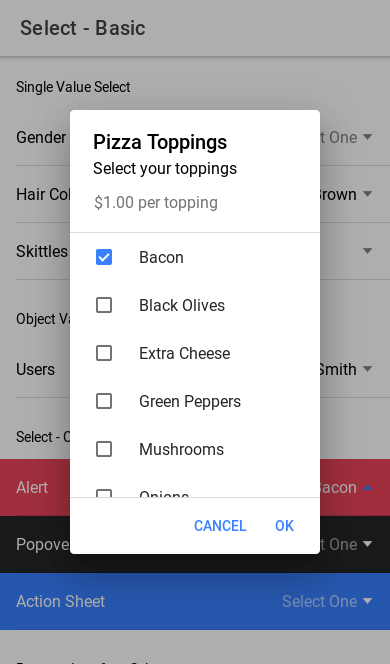 Select - Basic
Single Value Select
Pizza Toppings
Select your toppings
$1.00 per topping
Gender
t One
Hair Col
Brown
Skittles
Bacon
Black Olives
Object Va
Extra Cheese
Users
Smith
Green Peppers
Select - O
Mushrooms
Alert
Bacon
Onions
CANCEL
OK
Popove
t One
Action Sheet
Select One